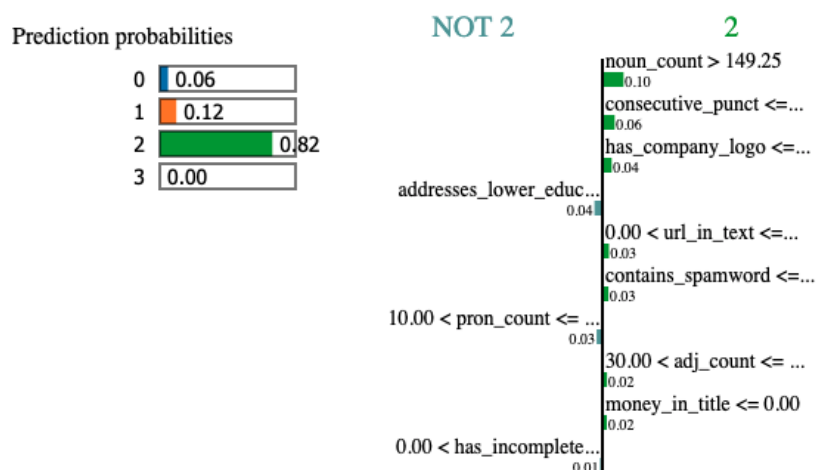 Prediction probabilities
0 0.06
1 0.12
2 0.82
3 0.00
NOT 2 2
noun_count > 149.25
0.10
consecutive_punct <=...
0.06
has_company_logo <=...
0.04
addresses_lower_educ...
0.04
0.00 < url_in_text <=...
0.03
contains_spamword <=...
0.03
10.00 < pron_count <= ...
0.03
30.00 < adj_count <= ...
0.02
money_in_title <= 0.00
0.02
0.00 < has_incomplete...
0.01